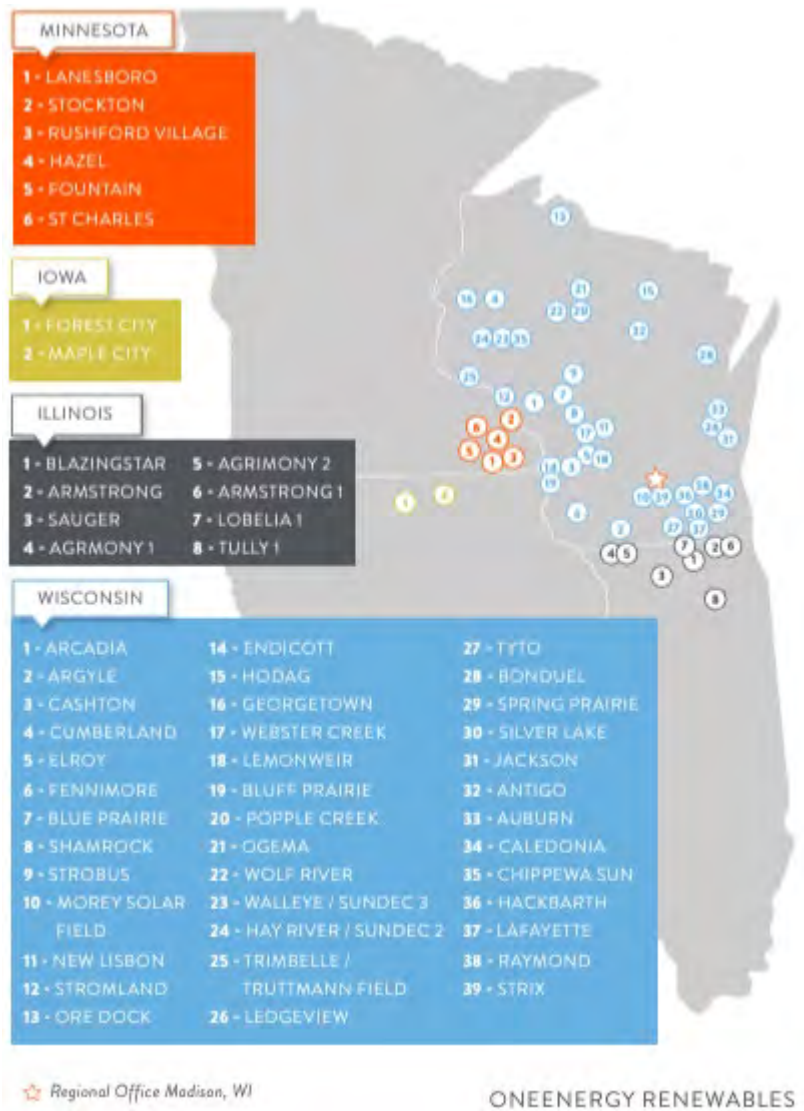 MINNESOTA
1 - LANESBORO
2 - STOCKTON
3 - RUSHFORD VILLAGE
4 - HAZEL
5 - FOUNTAIN
6 - ST CHARLES
IOWA
1 - FOREST CITY
2 - MAPLE CITY
ILLINOIS
1 - BLAZINGSTAR
2 - ARMSTRONG
3 - SAUGER
4 - AGRMONY 1
5 - AGRIMONY 2
6 - ARMSTRONG 1
7 - LOBELIA 1
8 - TULLY 1
WISCONSIN
1 - ARCADIA
2 - ARGYLE
3 - CASHTON
4 - CUMBERLAND
5 - ELROY
6 - FENNIMORE
7 - BLUE PRAIRIE
8 - SHAMROCK
9 - STROBUS
10 - MOREY SOLAR
FIELD
11 - NEW LISBON
12 - STROMLAND
13 - ORE DOCK
14 - ENDICOTT
15 - HODAG
16 - GEORGETOWN
17 - WEBSTER CREEK
18 - LEMONWEIR
19 - BLUFF PRAIRIE
20 - POPPLE CREEK
21 - OGEMA
22 - WOLF RIVER
23 - WALLEYE / SUNDEC 3
24 - HAY RIVER / SUNDEC 2
25 - TRIMBELLE /
TRUTTMANN FIELD
26 - LEDGEVIEW
27 - TYTO
28 - BONDUEL
29 - SPRING PRAIRIE
30 - SILVER LAKE
31 - JACKSON
32 - ANTIGO
33 - AUBURN
34 - CALEDONIA
35 - CHIPPEWA SUN
36 - HACKBARTH
37 - LAFAYETTE
38 - RAYMOND
39 - STRIX
Regional Office Madison, WI
ONEENERGY RENEWABLES